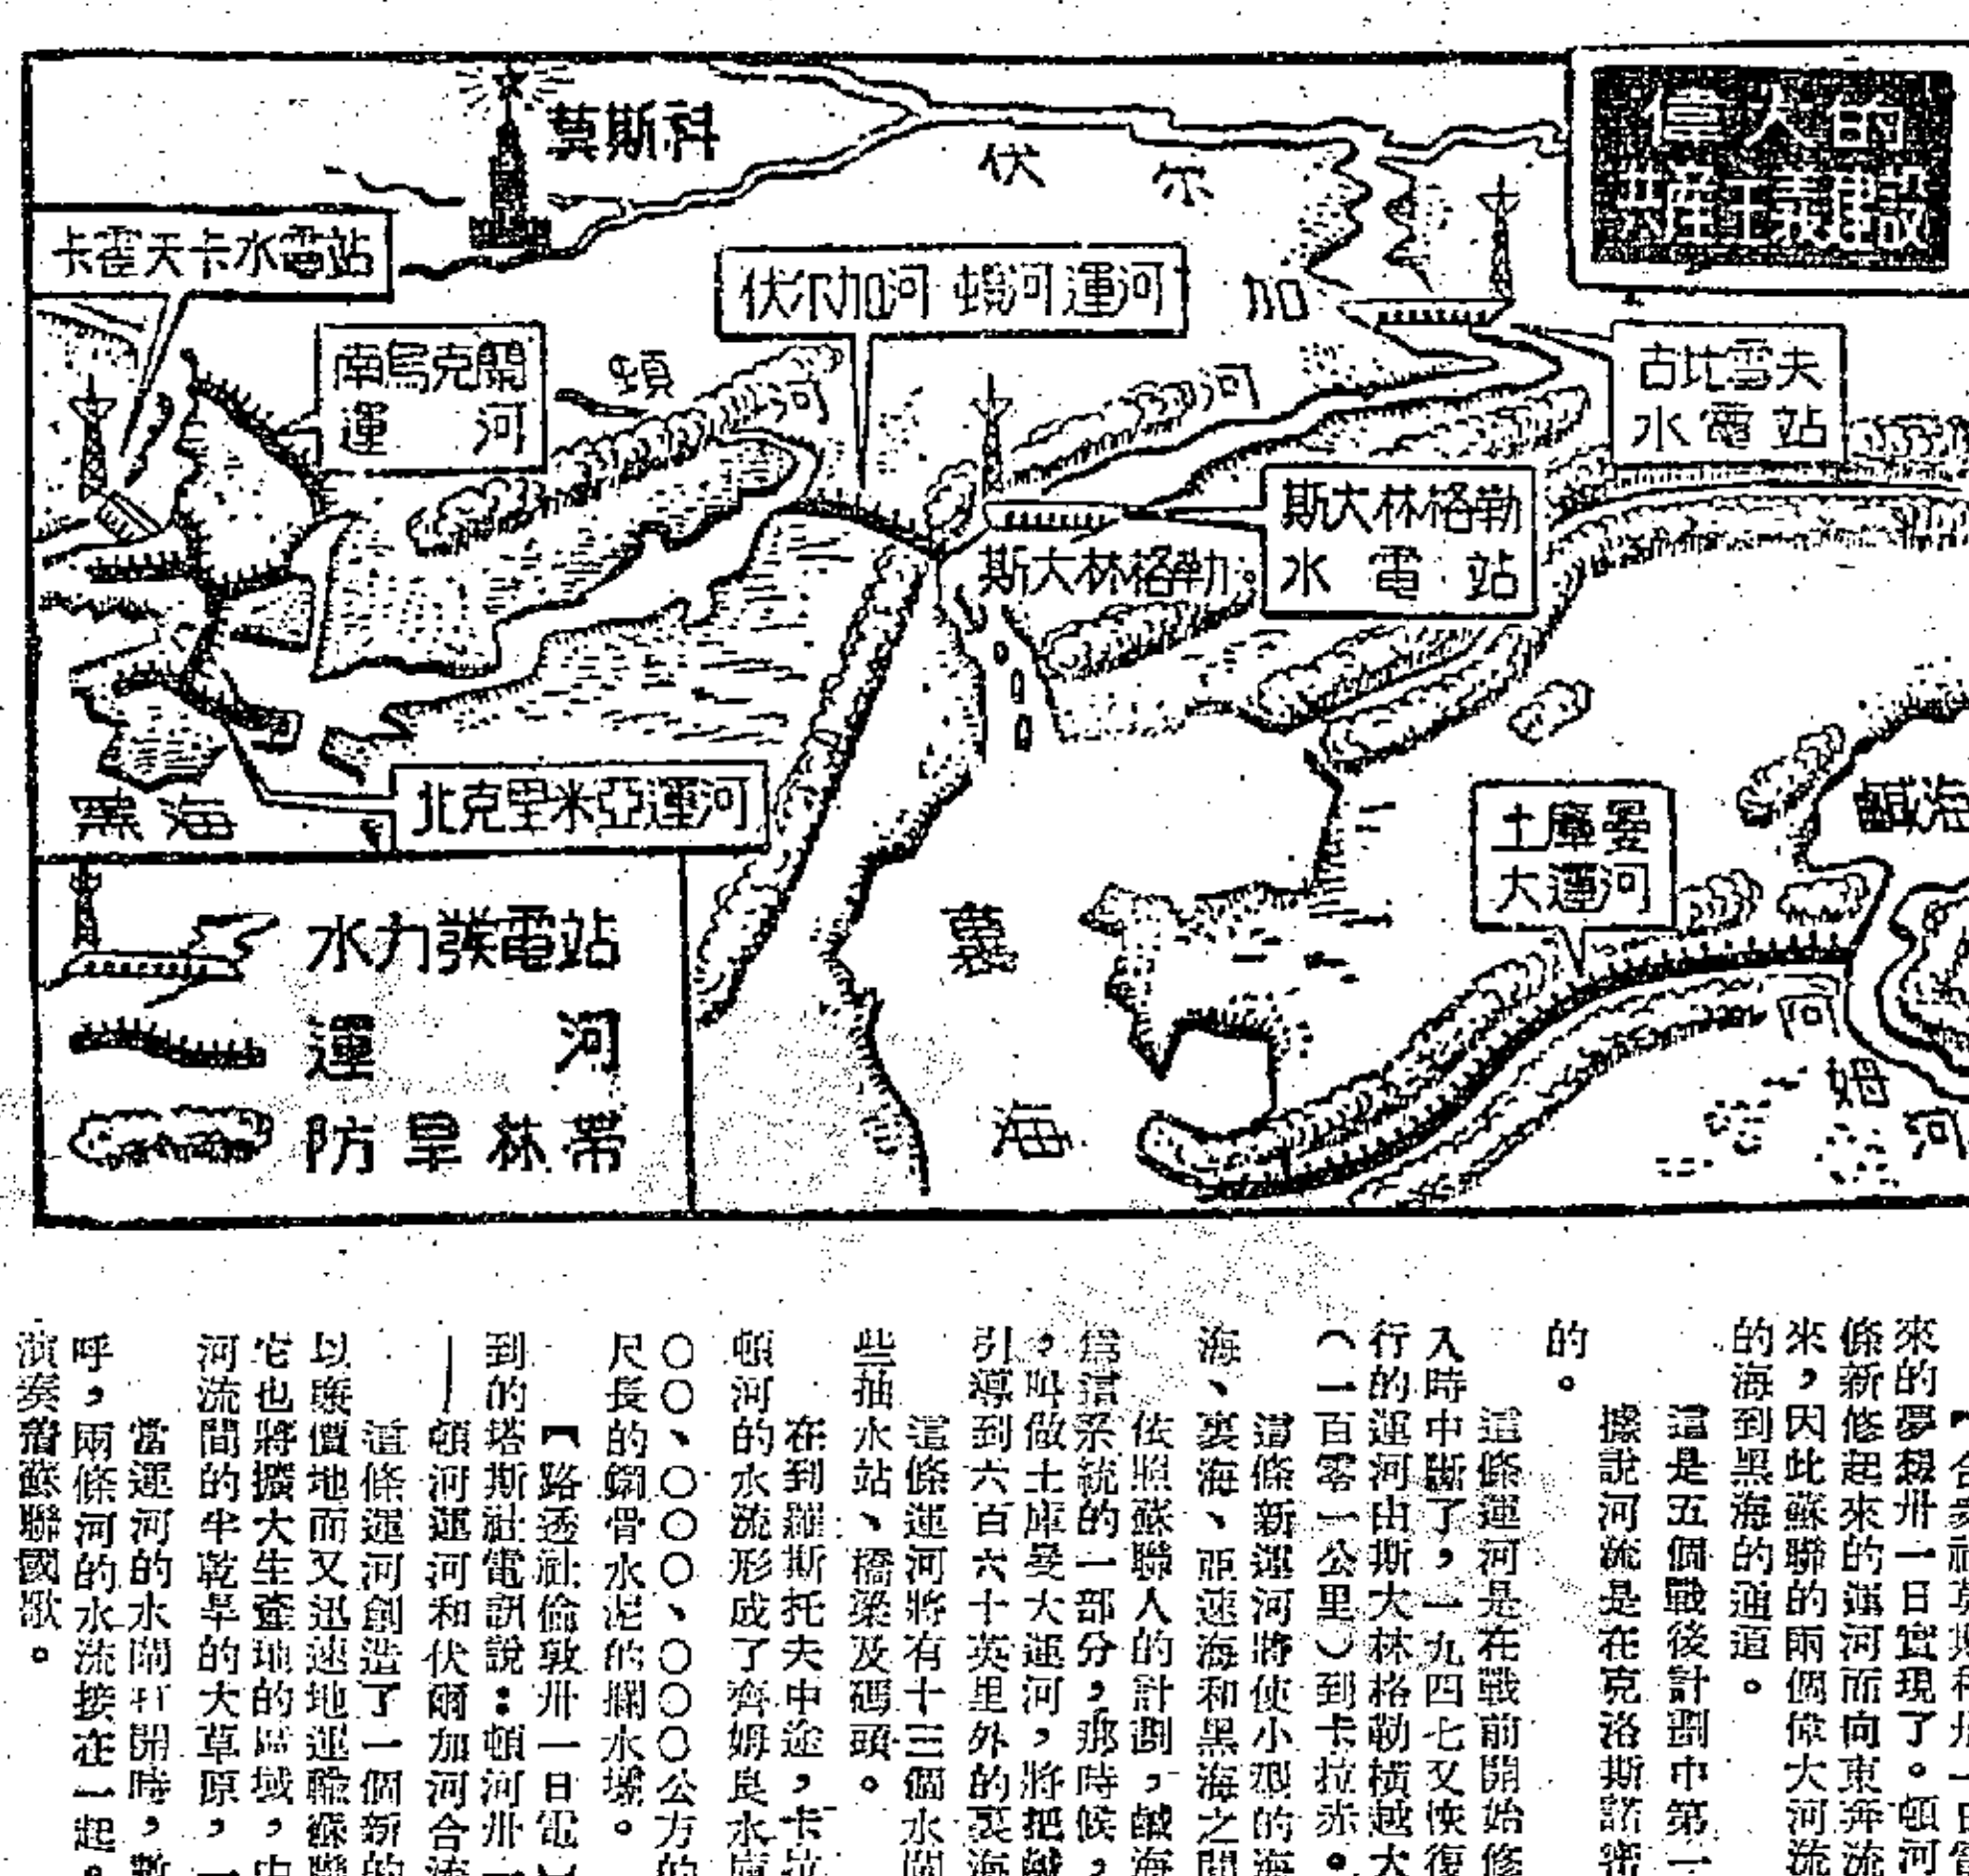 偉大的
共產主義建設
莫斯科
伏尔加河
卡霍夫卡水電站
伏尔加河 頓河運河
南烏克蘭
運河
頓河
古比雪夫
水電站
斯大林格勒
水電站
斯大林格勒
北克里米亞運河
黑海
土庫曼
大運河
鹹海
裏海
阿姆河
水力發電站
運河
防旱林帶
來的夢想卅一日實現了。頓河
條新修起來的運河而向東奔流
來，因此蘇聯的兩個偉大河流
的海到黑海的通道。
這是五個戰後計劃中第一
據說河流是在克洛斯諾
的。
這條運河是在戰前開始修
入時中斷了，一九四七又恢復
行的運河由斯大林格勒橫越大
（一百零一公里）到卡拉赤。
這條新運河將使小型的海
海、裏海、亞速海和黑海之間
依照蘇聯人的計劃，鹹海
爲這系統的一部分，那時候，
，叫做土庫曼大運河，將把鹹
引導到六百六十英里外的裏海
這條運河將有十三個水閘
些抽水站、橋梁及碼頭。
在到羅斯托夫中途，卡拉
頓河的水流形成了齊姆良水庫
〇〇、〇〇〇、〇〇〇公方的
尺長的鋼骨水泥的攔水壩。
【路透社倫敦卅一日電】
到的塔斯社電訊說：頓河卅一
—頓河運河和伏爾加河合流
這條運河創造了一個新的
以廉價地而又迅速地運輸蘇聯
它也將擴大生產地的區域，中
河流間的半乾旱的大草原，一
當運河的水閘打開時，數
呼，兩條河的水流接在一起。
演奏着蘇聯國歌。